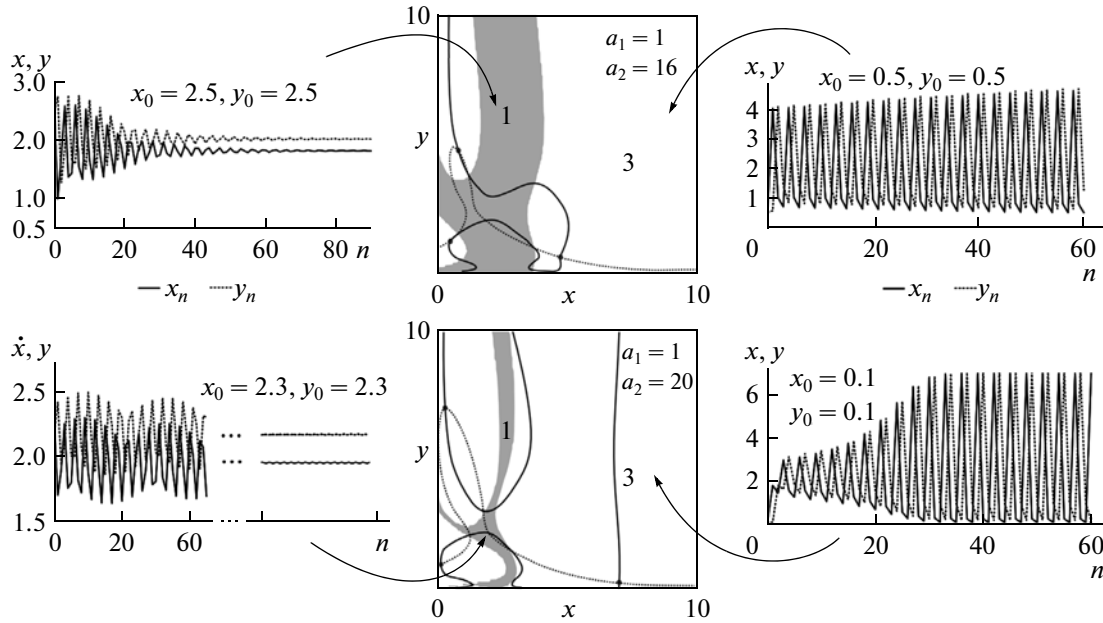 x, y
3.0
2.0
1.0
0.5
x₀ = 2.5, y₀ = 2.5
0 20 40 60 80 n
xₙ yₙ
10
y
a₁ = 1
a₂ = 16
1
3
0 x 10
x, y
x₀ = 0.5, y₀ = 0.5
4
3
2
1
0 20 40 60
n
xₙ yₙ
ẋ, y
2.5
2.0
1.5
x₀ = 2.3, y₀ = 2.3
...
...
...
0 20 60 n
10
y
a₁ = 1
a₂ = 20
1
3
0 x 10
x, y
x₀ = 0.1
y₀ = 0.1
6
4
2
0 20 40 60
n